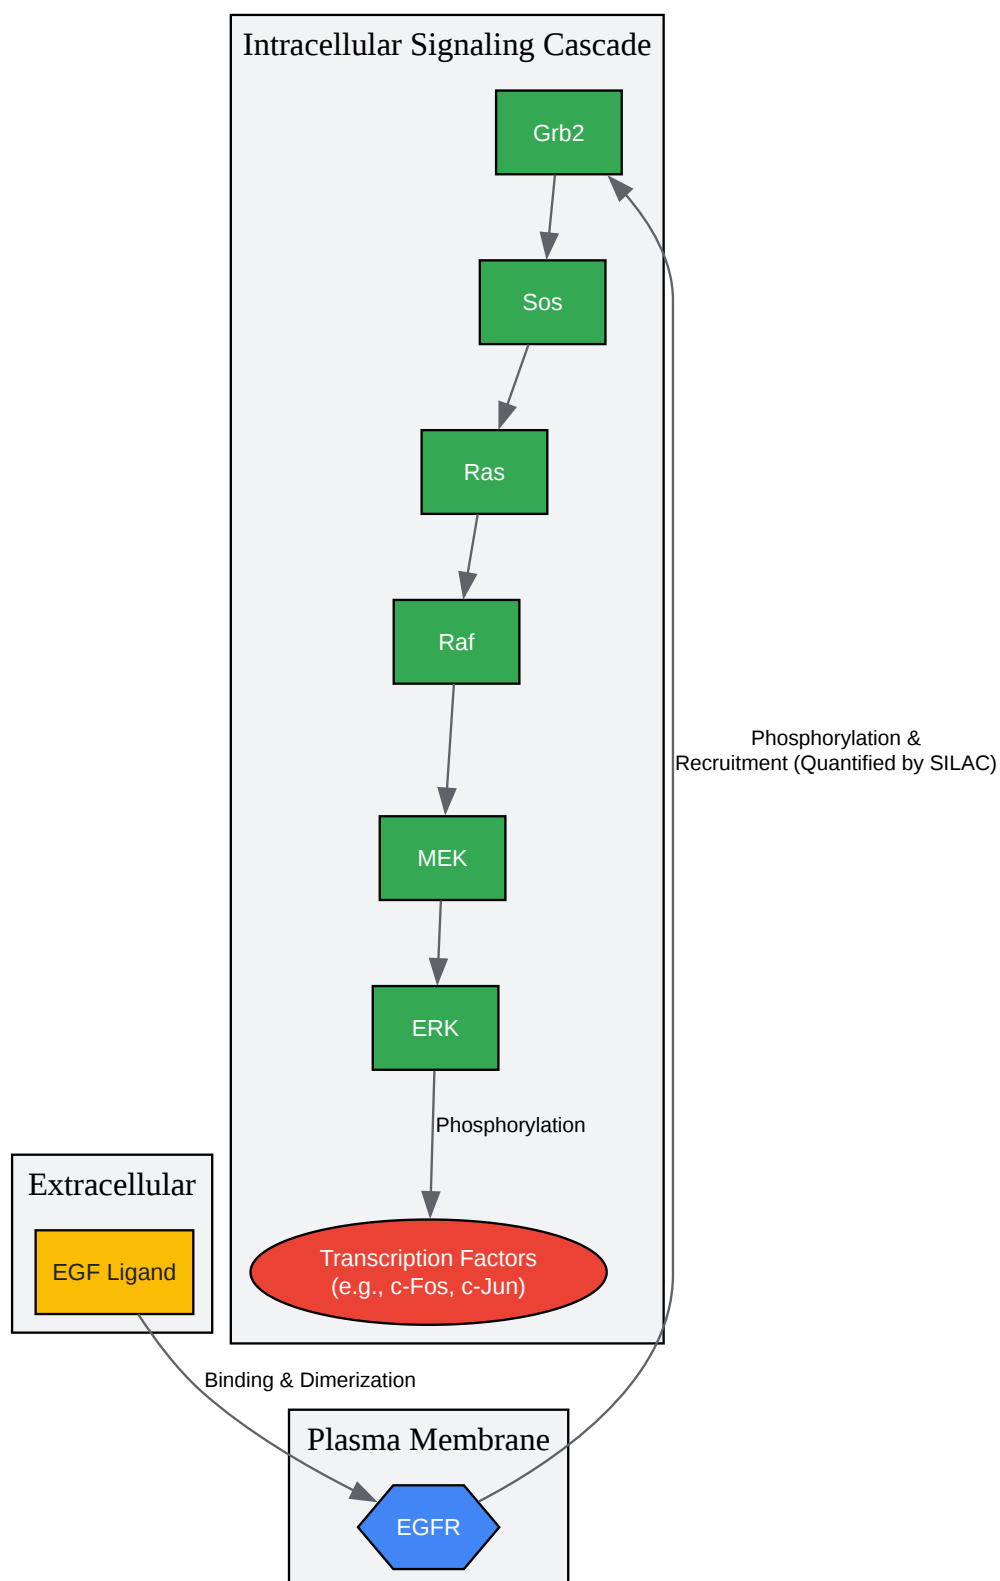 Intracellular Signaling Cascade
Grb2
Sos
Ras
Raf
Phosphorylation &
Recruitment (Quantified by SILAC)
MEK
ERK
Phosphorylation
Extracellular
EGF Ligand
Transcription Factors
(e.g., c-Fos, c-Jun)
Binding & Dimerization
Plasma Membrane
EGFR